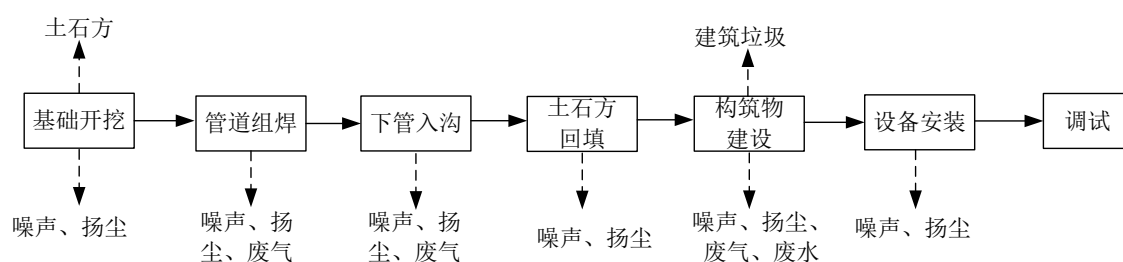 土石方
建筑垃圾
基础开挖
管道组焊
下管入沟
土石方
回填
构筑物
建设
设备安装
调试
噪声、扬尘
噪声、扬
尘、废气
噪声、扬
尘、废气
噪声、扬尘
噪声、扬尘、
废气、废水
噪声、扬尘